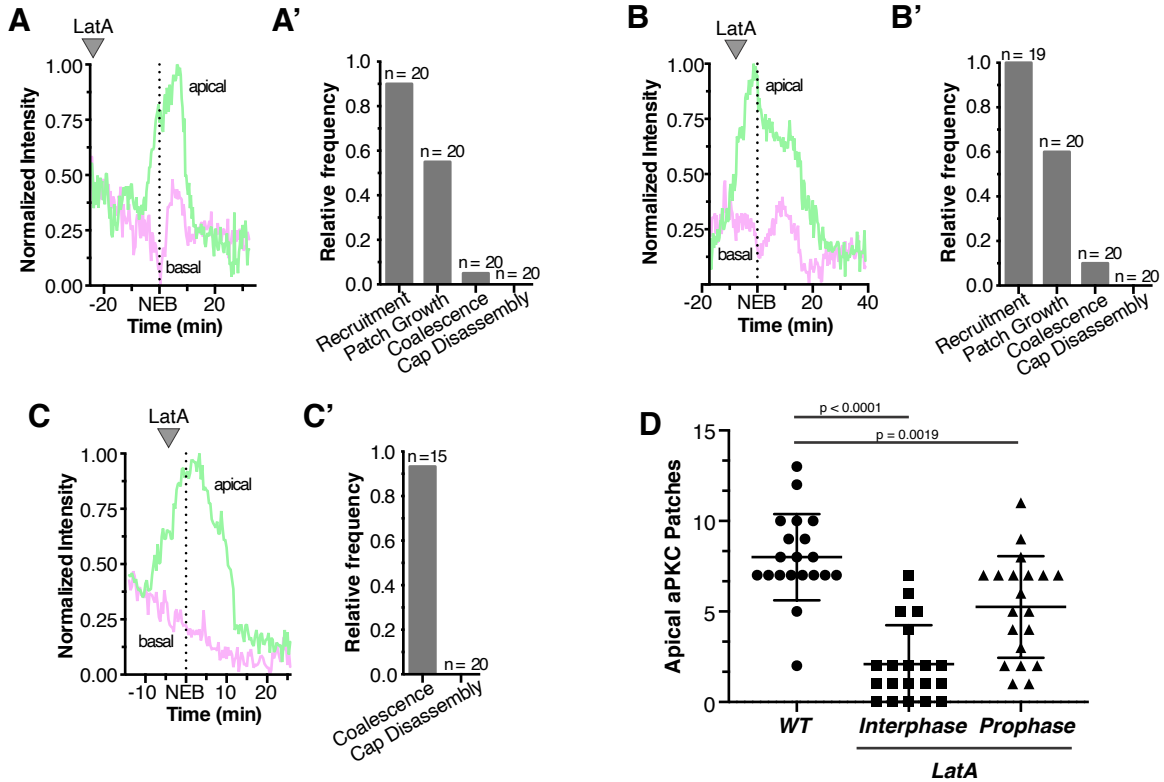 A
LatA
Normalized Intensity
1.00
0.75
0.50
0.25
0.00
apical
basal
-20
NEB
20
Time (min)
A’
Relative frequency
1.0
0.8
0.6
0.4
0.2
0.0
n= 20
n= 20
n= 20
n= 20
Recruitment
Patch Growth
Coalescence
Cap Disassembly
B
LatA
Normalized Intensity
1.00
0.75
0.50
0.25
apical
basal
-20
NEB
20
40
Time (min)
B’
Relative frequency
1.0
0.8
0.6
0.4
0.2
0.0
n= 19
n= 20
n= 20
n= 20
Recruitment
Patch Growth
Coalescence
Cap Disassembly
C
LatA
Normalized Intensity
1.00
0.75
0.50
0.25
0.00
apical
basal
-10
NEB
10
20
Time (min)
C’
Relative frequency
1.0
0.8
0.6
0.4
0.2
0.0
n=15
n= 20
Coalescence
Cap Disassembly
D
p < 0.0001
p = 0.0019
Apical aPKC Patches
15
10
5
0
WT
Interphase
Prophase
LatA